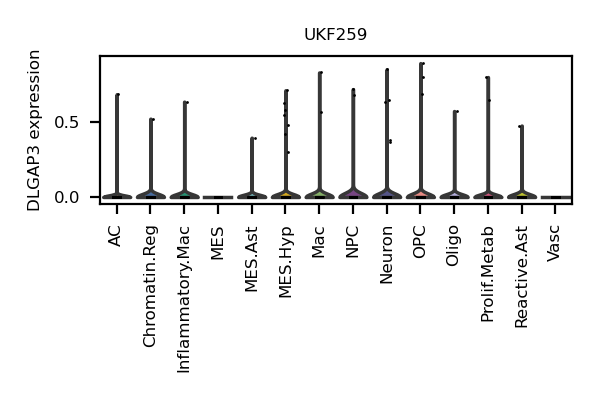 UKF259
DLGAP3 expression
0.5
0.0
AC
Chromatin.Reg
Inflammatory.Mac
MES
MES.Ast
MES.Hyp
Mac
NPC
Neuron
OPC
Oligo
Prolif.Metab
Reactive.Ast
Vasc